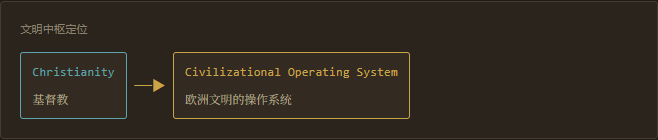 文明中枢定位
Christianity
基督教
Civilizational Operating System
欧洲文明的操作系统